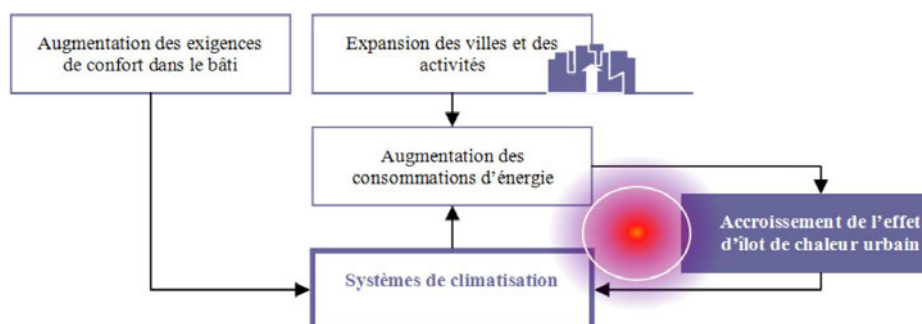 Augmentation des exigences
de confort dans le bâti
Expansion des villes et des
activités
Augmentation des
consommations d'énergie
Accroissement de l'effet
d'îlot de chaleur urbain
Systèmes de climatisation